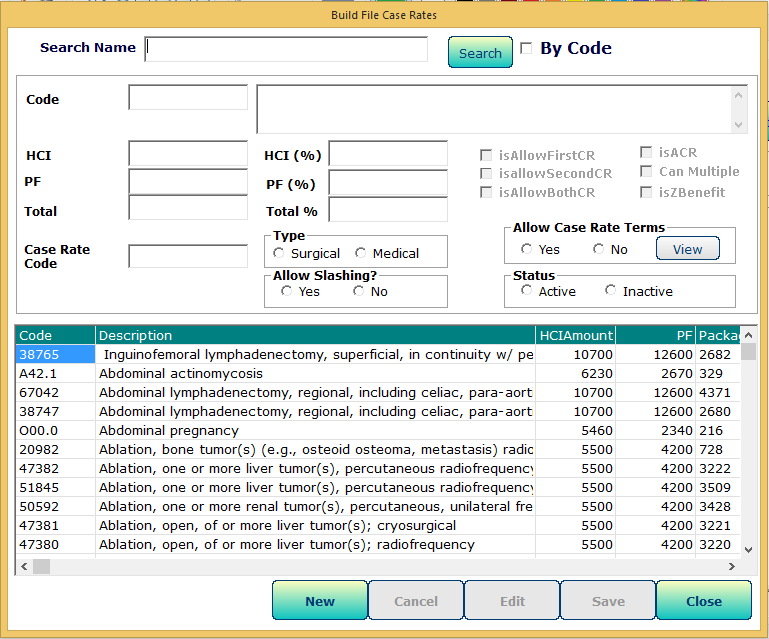 Build File Case Rates
Search Name Search By Code
Code
HCI HCI (%) isAllowFirstCR isACR
PF PF (%) isallowSecondCR Can Multiple
Total Total % isAllowBothCR isZBenefit
Case Rate Code
Type
Surgical Medical
Allow Case Rate Terms
Yes No View
Allow Slashing?
Yes No
Status
Active Inactive
Code Description HCIAmount PF Packa
38765 Inguinofemoral lymphadenectomy, superficial, in continuity w/ pe 10700 12600 2682
A42.1 Abdominal actinomycosis 6230 2670 329
67042 Abdominal lymphadenectomy, regional, including celiac, para-aorti 10700 12600 4371
38747 Abdominal lymphadenectomy, regional, including celiac, para-aorti 10700 12600 2680
O00.0 Abdominal pregnancy 5460 2340 216
20982 Ablation, bone tumor(s) (e.g., osteoid osteoma, metastasis) radio 5500 4200 728
47382 Ablation, one or more liver tumor(s), percutaneous radiofrequency 5500 4200 3222
51845 Ablation, one or more liver tumor(s), percutaneous radiofrequency 5500 4200 3509
50592 Ablation, one or more renal tumor(s), percutaneous, unilateral fre 5500 4200 3428
47381 Ablation, open, of or more liver tumor(s); cryosurgical 5500 4200 3221
47380 Ablation, open, of or more liver tumor(s); radiofrequency 5500 4200 3220
New Cancel Edit Save Close